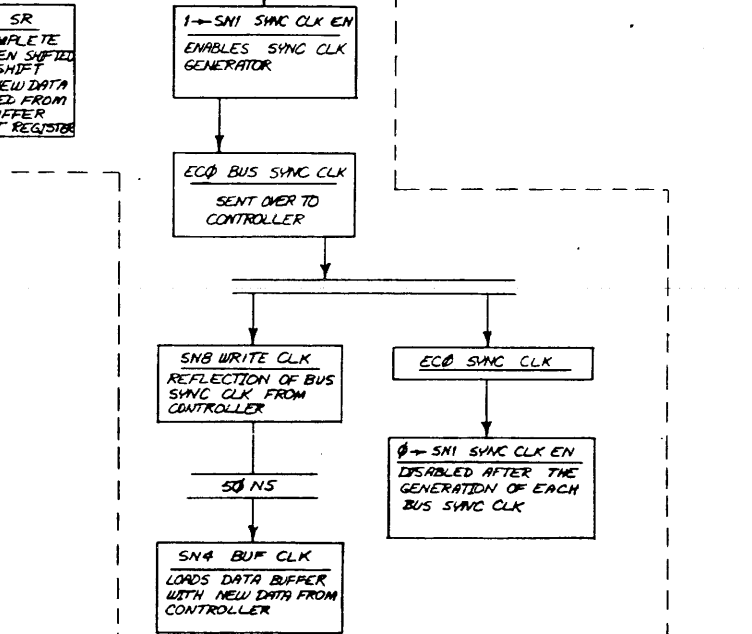 SR
MPLETE
EN SHIFTED
SHIFT
EW DATA
ED FROM
FFER
T REGISTER
1→SN1 SYNC CLK EN
ENABLES SYNC CLK
GENERATOR
ECØ BUS SYNC CLK
SENT OVER TO
CONTROLLER
SN8 WRITE CLK
REFLECTION OF BUS
SYNC CLK FROM
CONTROLLER
5Ø NS
SN4 BUF CLK
LOADS DATA BUFFER
WITH NEW DATA FROM
CONTROLLER
ECØ SYNC CLK
Ø→SN1 SYNC CLK EN
DISABLED AFTER THE
GENERATION OF EACH
BUS SYNC CLK